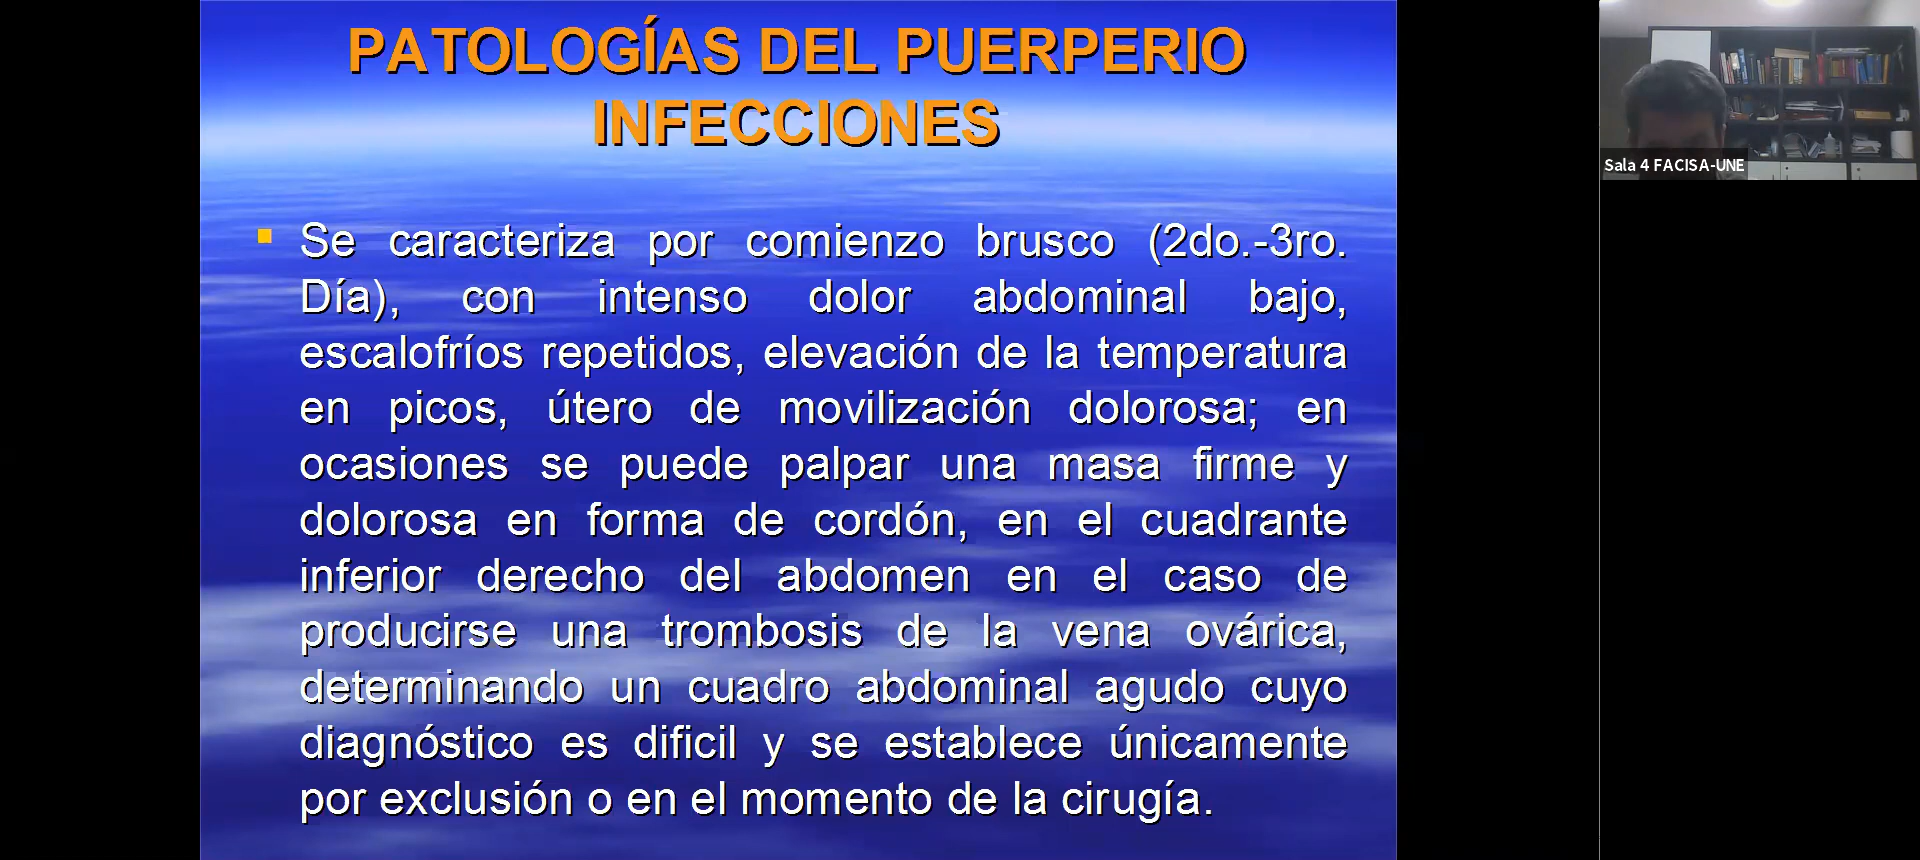 PATOLOGÍAS DEL PUERPERIO
INFECCIONES
Se caracteriza por comienzo brusco (2do.-3ro.
Día), con intenso dolor abdominal bajo,
escalofríos repetidos, elevación de la temperatura
en picos, útero de movilización dolorosa; en
ocasiones se puede palpar una masa firme y
dolorosa en forma de cordón, en el cuadrante
inferior derecho del abdomen en el caso de
producirse una trombosis de la vena ovárica,
determinando un cuadro abdominal agudo cuyo
diagnóstico es dificil y se establece únicamente
por exclusión o en el momento de la cirugía.
Sala 4 FACISA-UNE